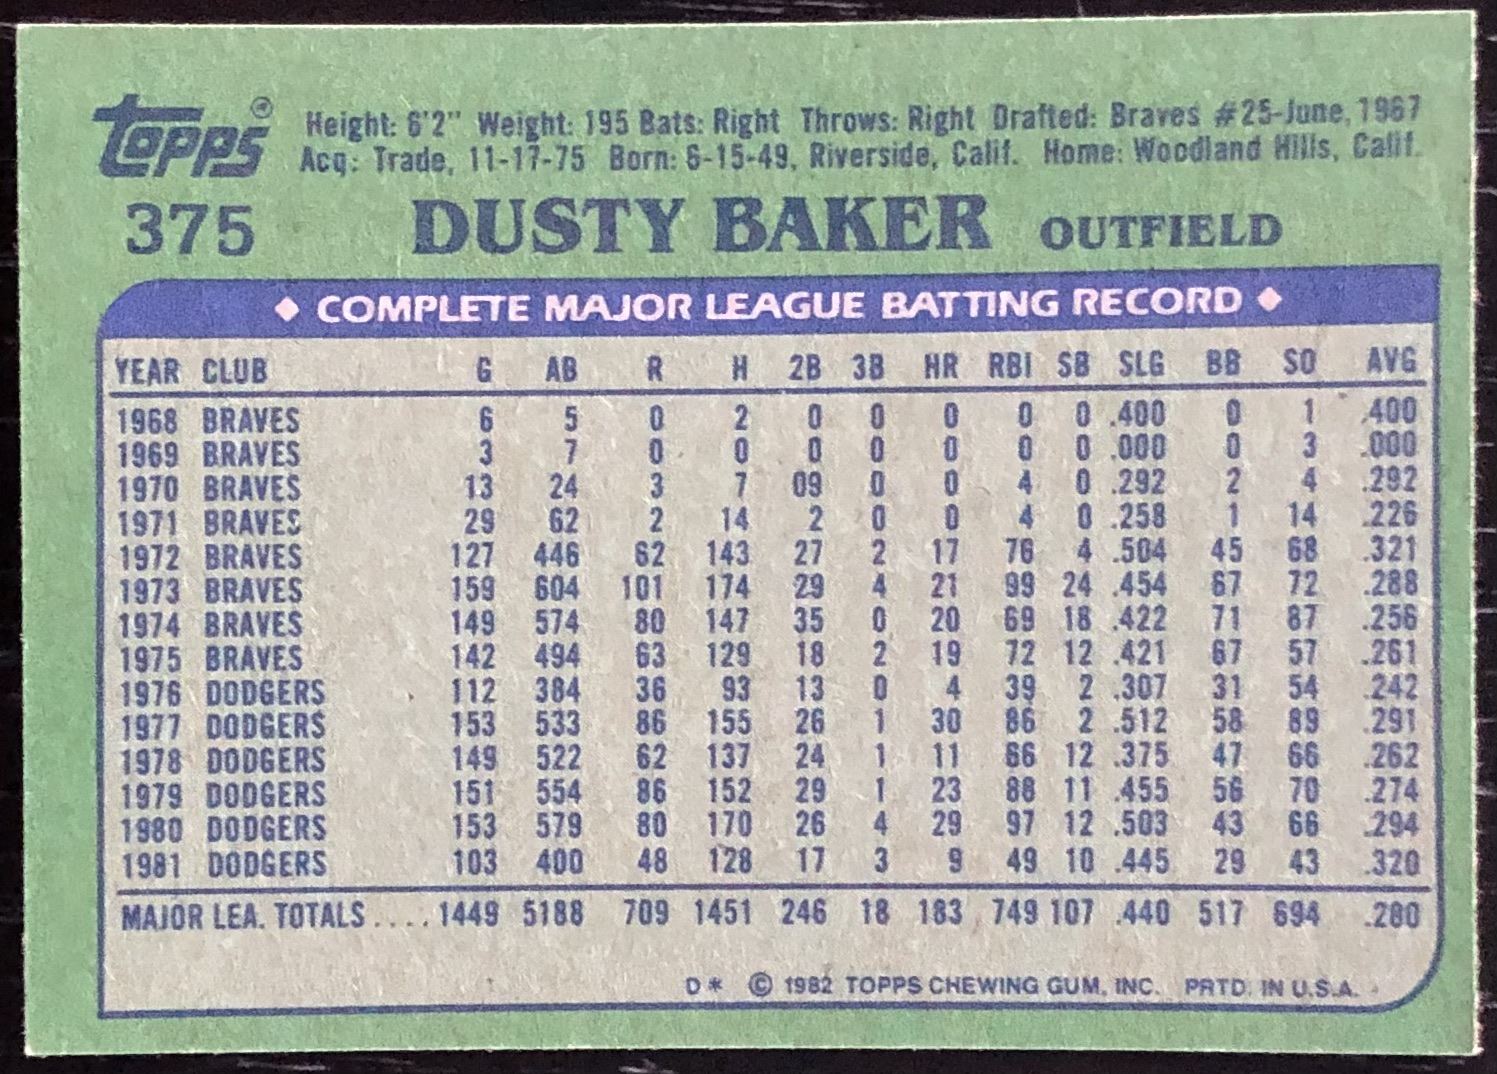 topps ® Height: 6'2" Weight: 195 Bats: Right Throws: Right Drafted: Braves #25-June, 1967
Acq: Trade, 11-17-75 Born: 6-15-49, Riverside, Calif. Home: Woodland Hills, Calif.
375 DUSTY BAKER OUTFIELD
♦ COMPLETE MAJOR LEAGUE BATTING RECORD ♦
YEAR CLUB G AB R H 2B 3B HR RBI SB SLG BB SO AVG
1968 BRAVES 6 5 0 2 0 0 0 0 0 .400 0 1 .400
1969 BRAVES 3 7 0 0 0 0 0 0 0 .000 0 3 .000
1970 BRAVES 13 24 3 7 09 0 0 4 0 .292 2 4 .292
1971 BRAVES 29 62 2 14 2 0 0 4 0 .258 1 14 .226
1972 BRAVES 127 446 62 143 27 2 17 76 4 .504 45 68 .321
1973 BRAVES 159 604 101 174 29 4 21 99 24 .454 67 72 .288
1974 BRAVES 149 574 80 147 35 0 20 69 18 .422 71 87 .256
1975 BRAVES 142 494 63 129 18 2 19 72 12 .421 67 57 .261
1976 DODGERS 112 384 36 93 13 0 4 39 2 .307 31 54 .242
1977 DODGERS 153 533 86 155 26 1 30 86 2 .512 58 89 .291
1978 DODGERS 149 522 62 137 24 1 11 66 12 .375 47 66 .262
1979 DODGERS 151 554 86 152 29 1 23 88 11 .455 56 70 .274
1980 DODGERS 153 579 80 170 26 4 29 97 12 .503 43 66 .294
1981 DODGERS 103 400 48 128 17 3 9 49 10 .445 29 43 .320
MAJOR LEA. TOTALS .... 1449 5188 709 1451 246 18 183 749 107 .440 517 694 .280
D* © 1982 TOPPS CHEWING GUM, INC. PRTD. IN U.S.A.